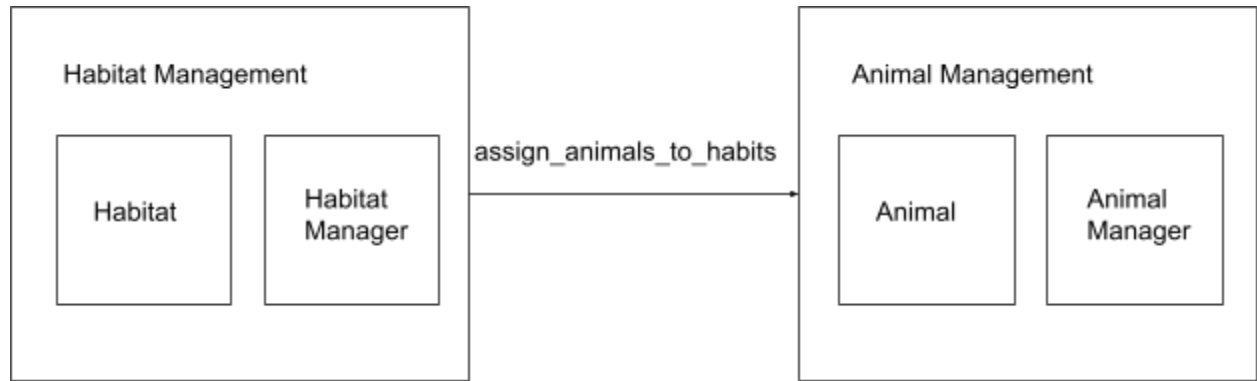 Habitat Management
Habitat
Habitat
Manager
assign_animals_to_habits
Animal Management
Animal
Animal
Manager